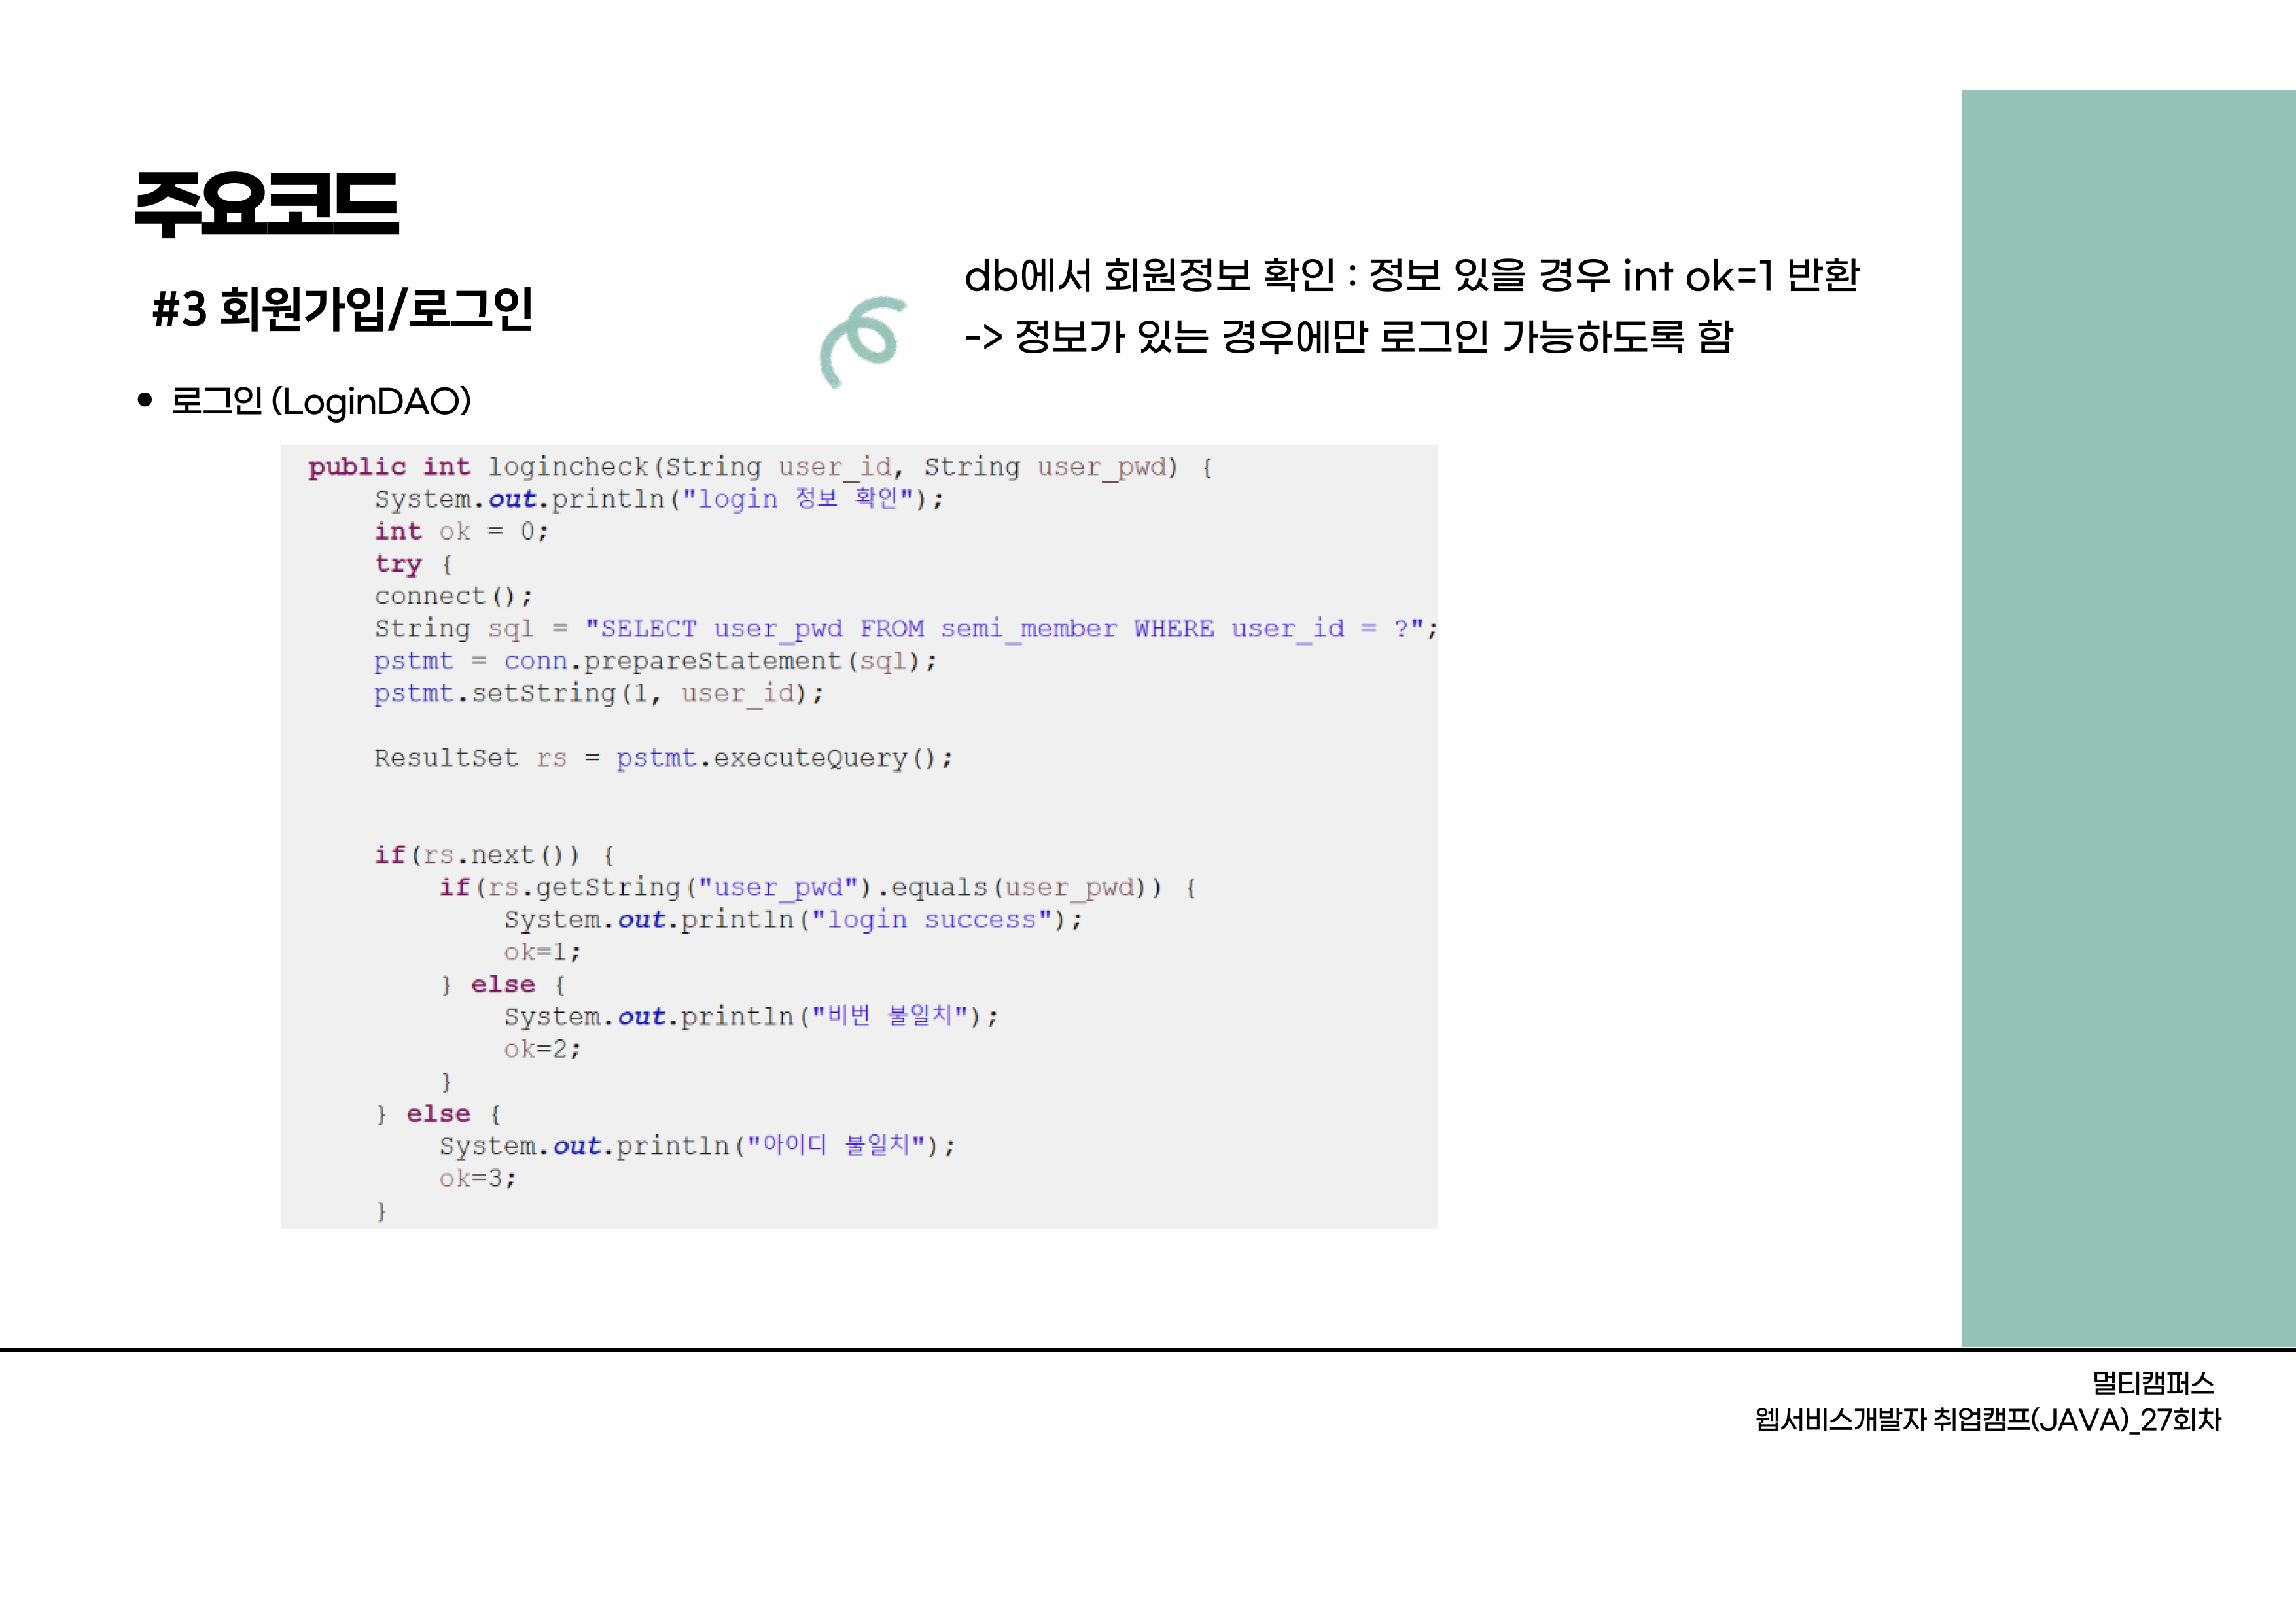 주요코드
#3 회원가입/로그인
db에서 회원정보 확인 : 정보 있을 경우 int ok=1 반환
-> 정보가 있는 경우에만 로그인 가능하도록 함
• 로그인 (LoginDAO)
public int logincheck(String user_id, String user_pwd) {
    System.out.println("login 정보 확인");
    int ok = 0;
    try {
    connect();
    String sql = "SELECT user_pwd FROM semi_member WHERE user_id = ?";
    pstmt = conn.prepareStatement(sql);
    pstmt.setString(1, user_id);
    ResultSet rs = pstmt.executeQuery();
    if(rs.next()) {
        if(rs.getString("user_pwd").equals(user_pwd)) {
            System.out.println("login success");
            ok=1;
        } else {
            System.out.println("비번 불일치");
            ok=2;
        }
    } else {
        System.out.println("아이디 불일치");
        ok=3;
    }
멀티캠퍼스
웹서비스개발자 취업캠프(JAVA)_27회차